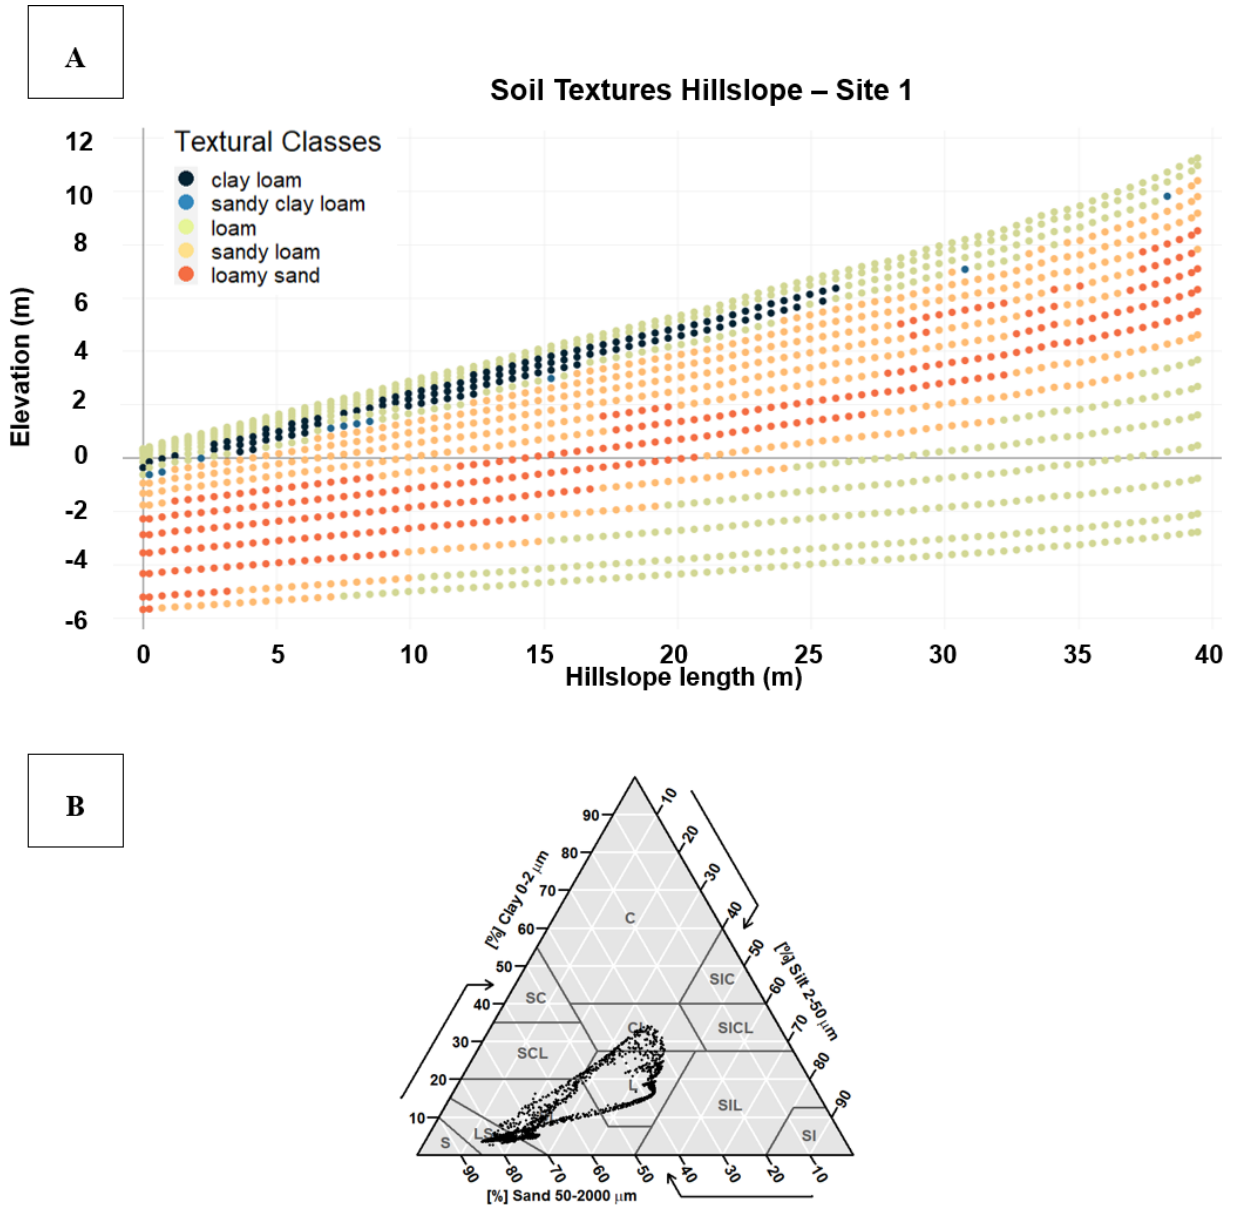 A
Soil Textures Hillslope – Site 1
Textural Classes
clay loam
sandy clay loam
loam
sandy loam
loamy sand
Elevation (m)
12
10
8
6
4
2
0
-2
-4
-6
0 5 10 15 20 25 30 35 40
Hillslope length (m)
B
[%] Clay 0-2 μm
90
80
70
60
50
40
30
20
10
10
20
30
40
50
60
70
80
90
[%] Silt 2-50 μm
C
SC
SIC
CL
SICL
SCL
L
SIL
LS
S
SI
90 80 70 60 50 40 30 20 10
[%] Sand 50-2000 μm